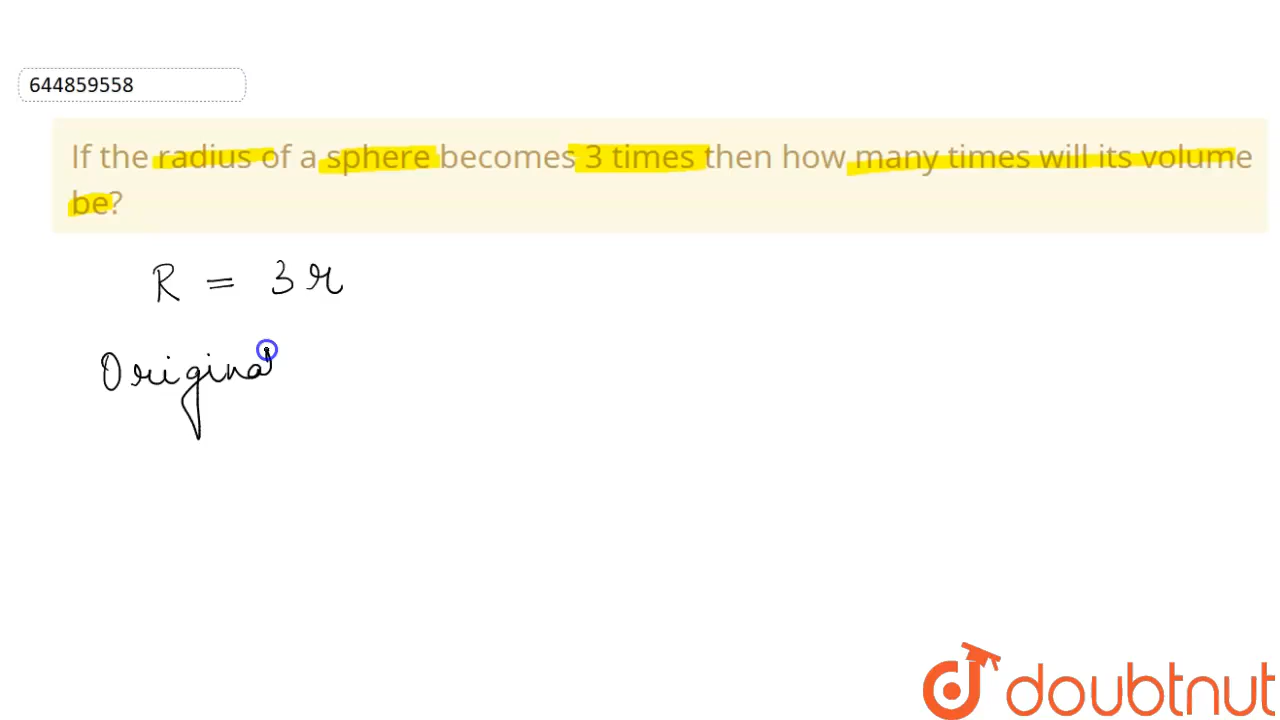 644859558
If the radius of a sphere becomes 3 times then how many times will its volume
be?
R = 3r
Original
doubtnut